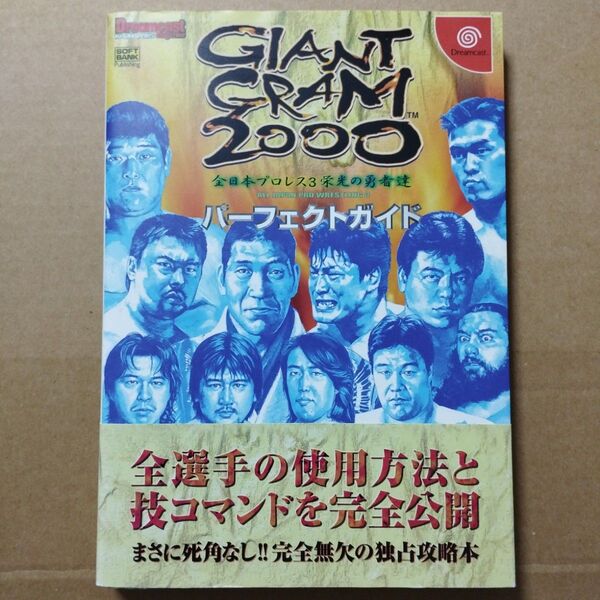 Dreamcast
SOFT
BANK
Publishing
GIANT
GRAM
2000™
Dreamcast
全日本プロレス3 栄光の勇者達
ALL JAPAN PRO WRESTLING 3
パーフェクトガイド
全選手の使用方法と
技コマンドを完全公開
まさに死角なし!!完全無欠の独占攻略本